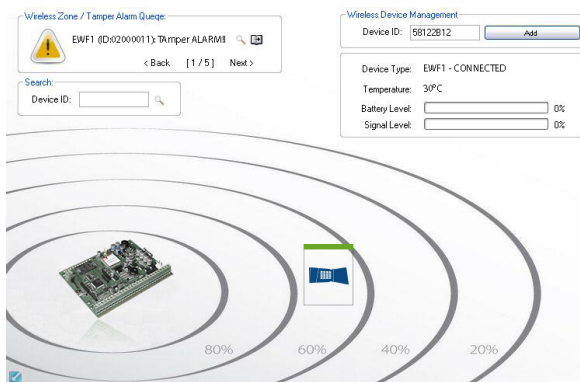 Wireless Zone / Tamper Alarm Quege:
EWF1 (ID:02000011): TAmper ALARM!!
< Back [1 / 5] Next >
Search:
Device ID:
Wireless Device Management
Device ID: 58122B12 Add
Device Type: EWF1 - CONNECTED
Temperature: 30ºC
Battery Level: 0%
Signal Level: 0%
80% 60% 40% 20%